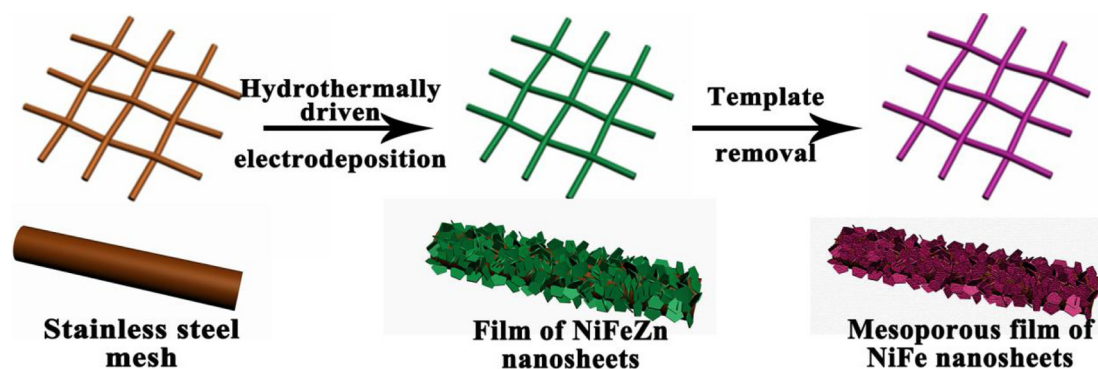 Hydrothermally
driven
electrodeposition
Template
removal
Stainless steel
mesh
Film of NiFeZn
nanosheets
Mesoporous film of
NiFe nanosheets